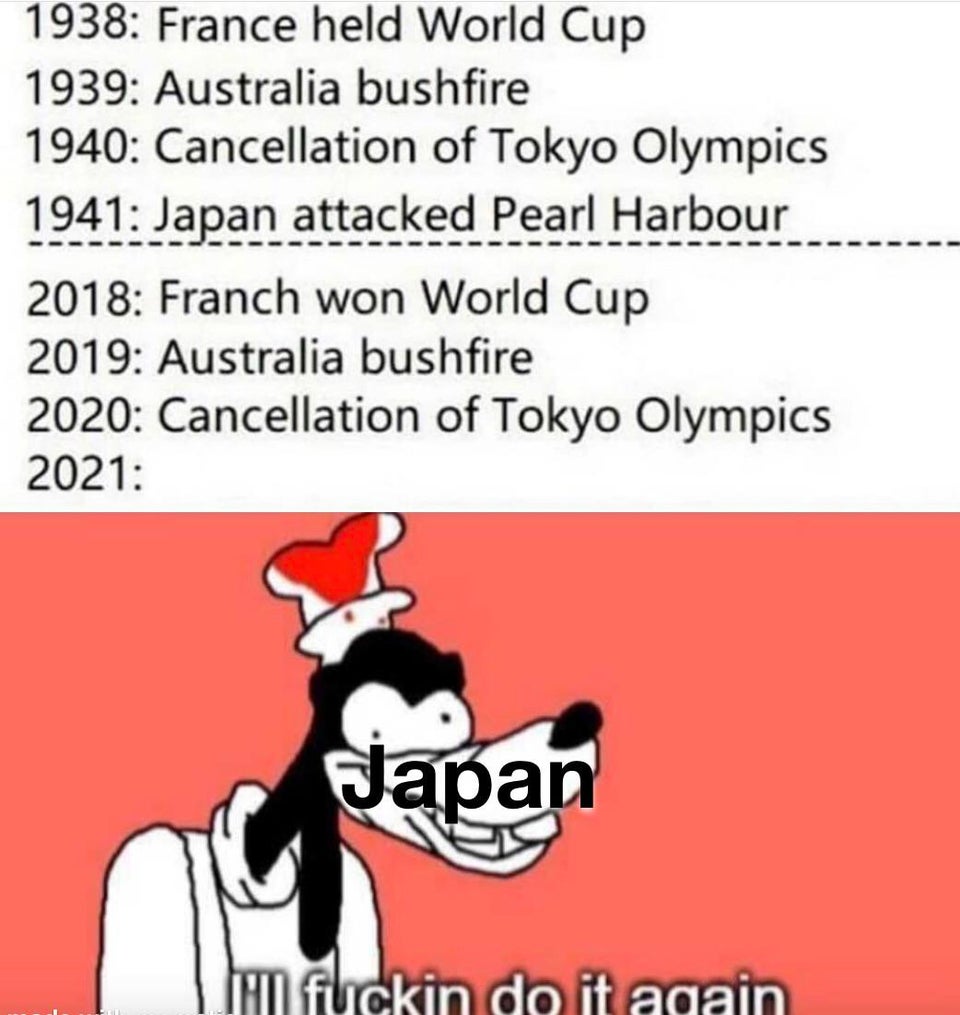 1938: France held World Cup
1939: Australia bushfire
1940: Cancellation of Tokyo Olympics
1941: Japan attacked Pearl Harbour
2018: Franch won World Cup
2019: Australia bushfire
2020: Cancellation of Tokyo Olympics
2021:
Japan
I'll fuckin do it again
made with